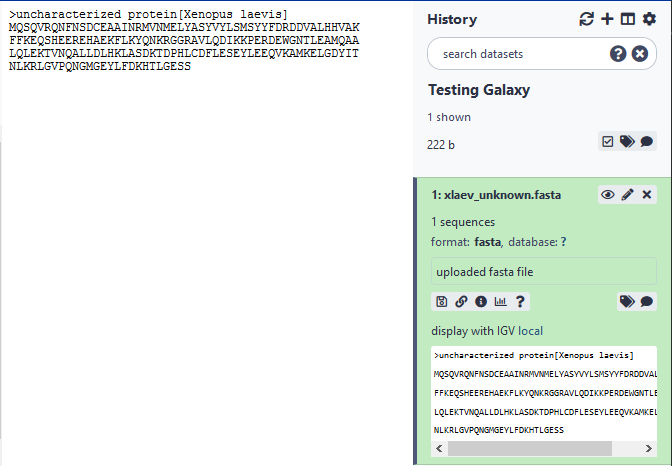 >uncharacterized protein[Xenopus laevis]
MQSQVRQNFNSDCEAAINRMVNMELYASYVYLSMSYYFDRDDVALHHVAK
FFKEQSHEEREHAEKFLKYQNKRGGRAVLQDIKKPERDEWGNTLEAMQAA
LQLEKTVNQALLDLHKLASDKTDPHLCDFLESEYLEEQVKAMKELGDYIT
NLKRLGVPQNGMGEYLFDKHTLGESS
History
search datasets
Testing Galaxy
1 shown
222 b
1: xlaev_unknown.fasta
1 sequences
format: fasta, database: ?
uploaded fasta file
display with IGV local
>uncharacterized protein[Xenopus laevis]
MQSQVRQNFNSDCEAAINRMVNMELYASYVYLSMSYYFDRDDVAL
FFKEQSHEEREHAEKFLKYQNKRGGRAVLQDIKKPERDEWGNTLE
LQLEKTVNQALLDLHKLASDKTDPHLCDFLESEYLEEQVKAMKEL
NLKRLGVPQNGMGEYLFDKHTLGESS